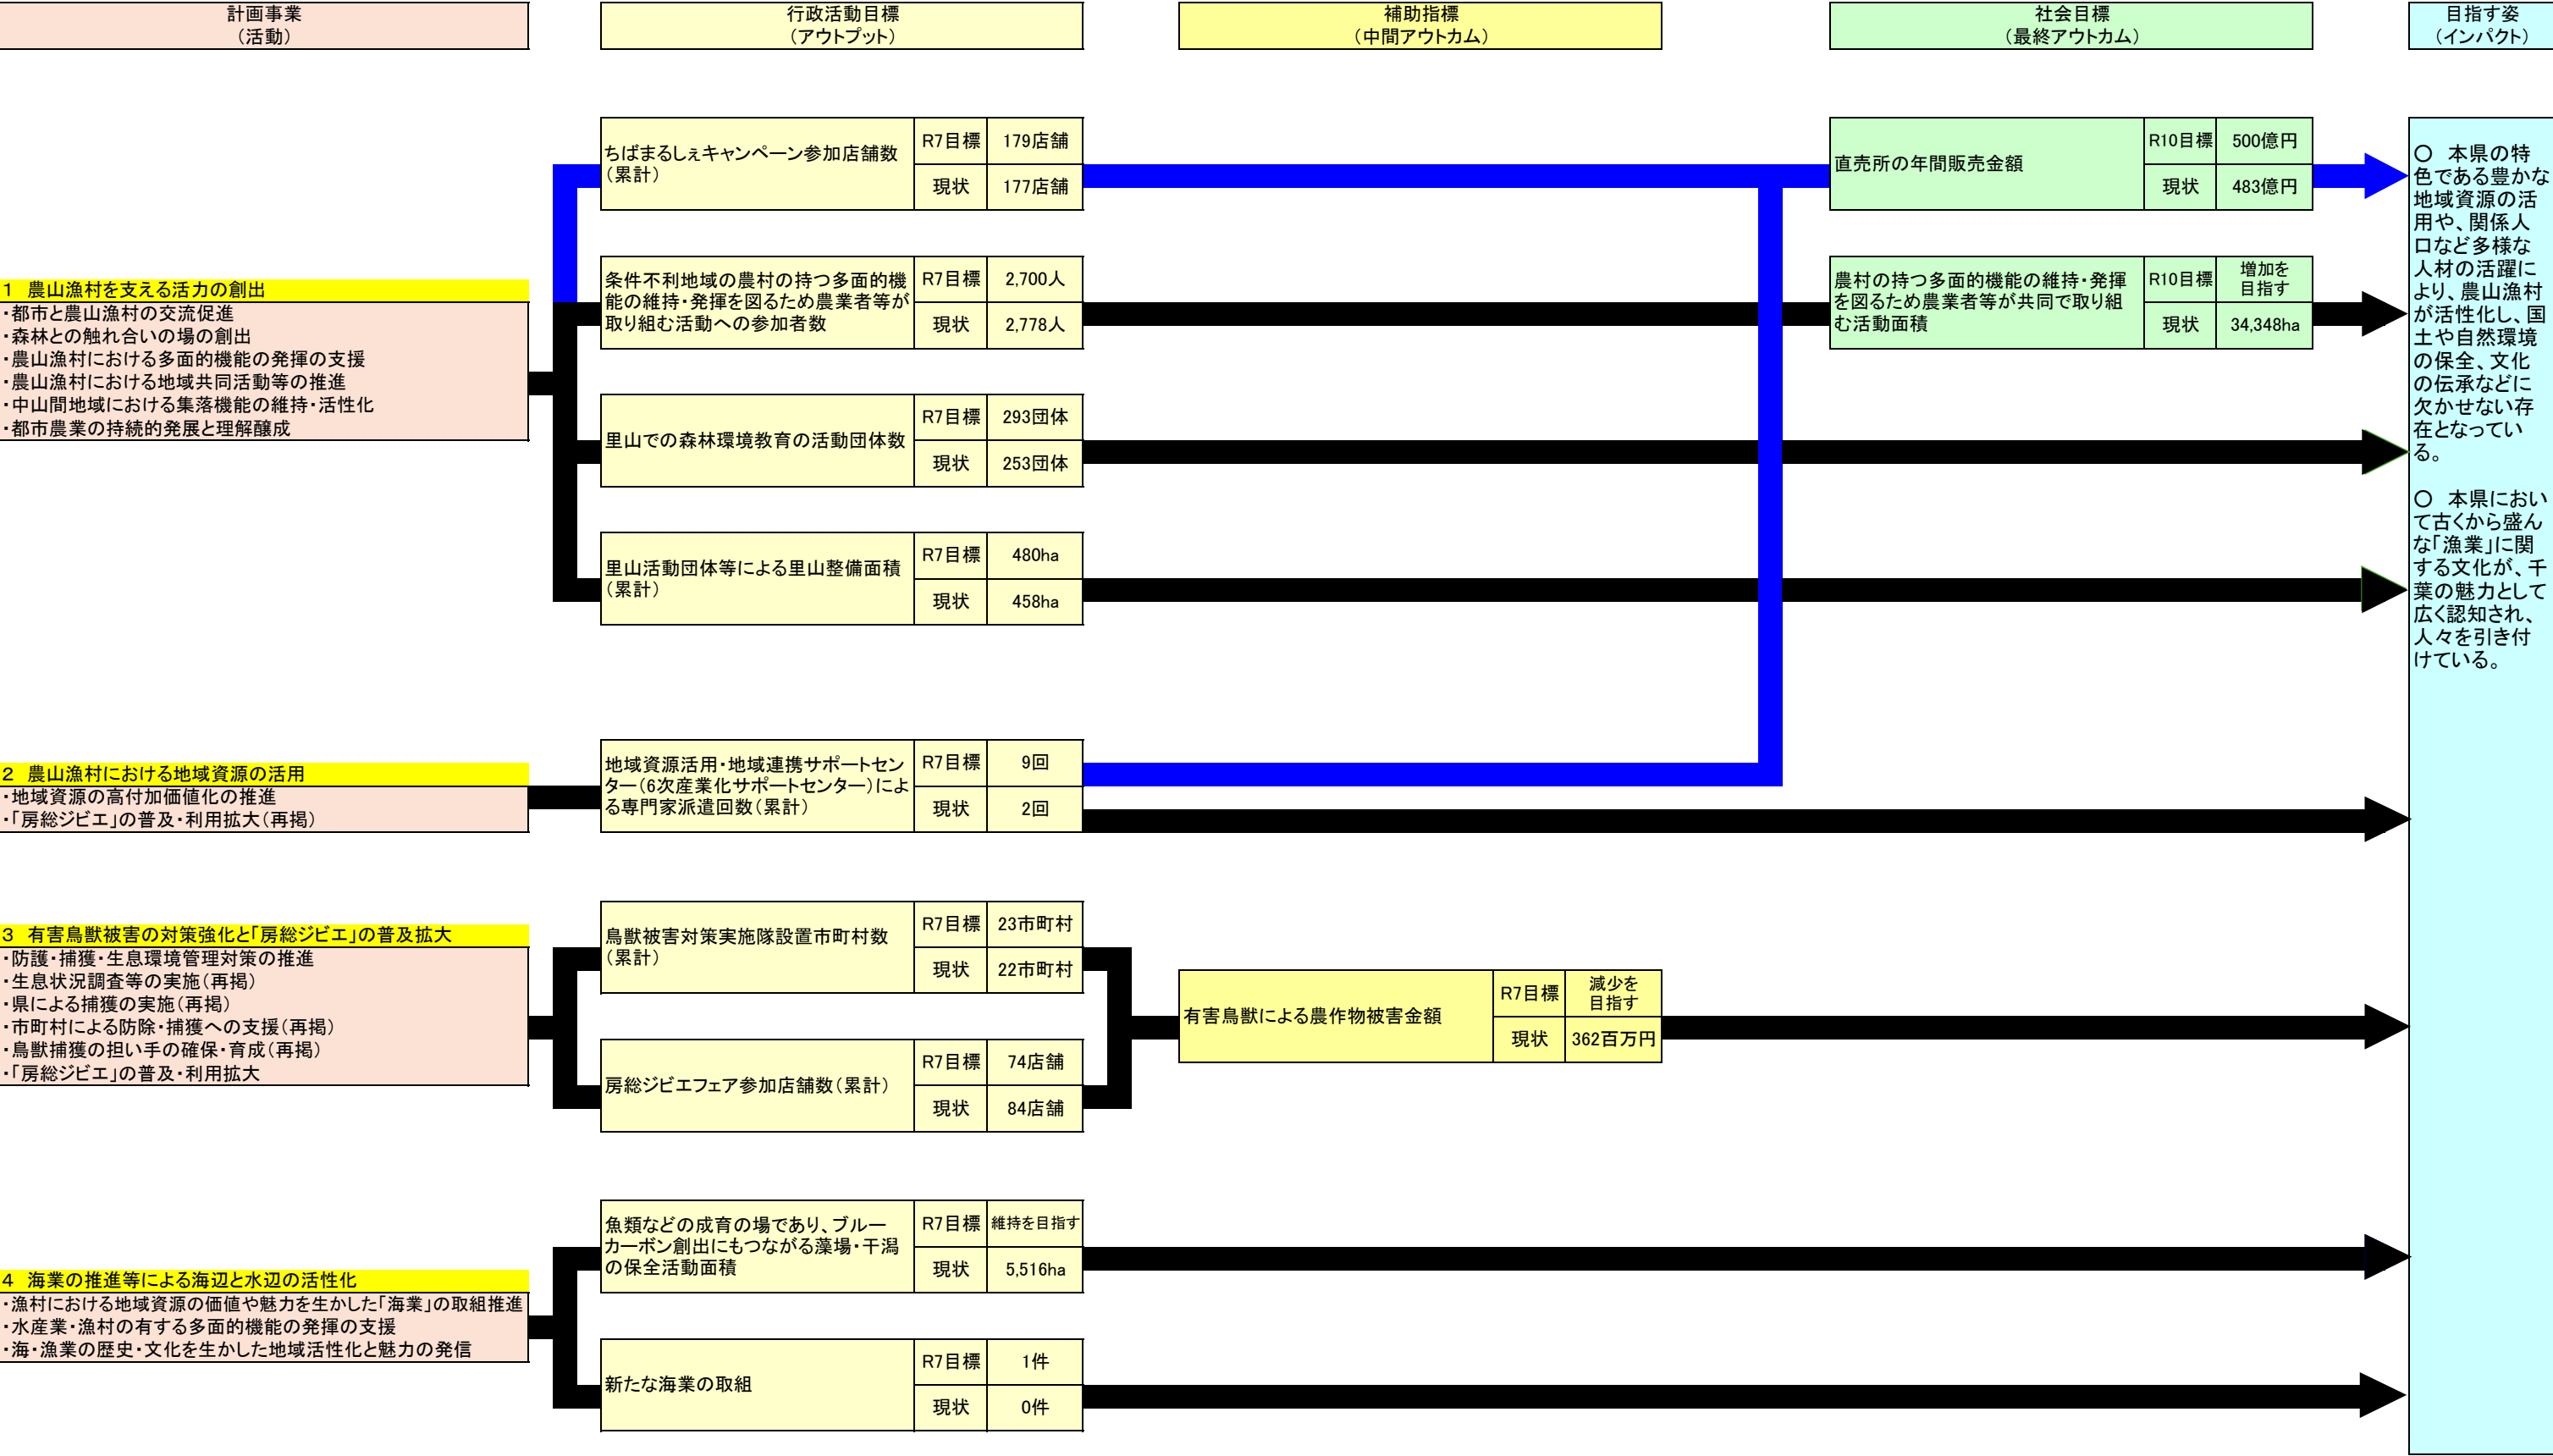 計画事業
（活動）
行政活動目標
（アウトプット）
補助指標
（中間アウトカム）
社会目標
（最終アウトカム）
目指す姿
（インパクト）
１　農山漁村を支える活力の創出
・都市と農山漁村の交流促進
・森林との触れ合いの場の創出
・農山漁村における多面的機能の発揮の支援
・農山漁村における地域共同活動等の推進
・中山間地域における集落機能の維持・活性化
・都市農業の持続的発展と理解醸成
ちばまるしぇキャンペーン参加店舗数
（累計）
R7目標
179店舗
現状
177店舗
条件不利地域の農村の持つ多面的機
能の維持・発揮を図るため農業者等が
取り組む活動への参加者数
R7目標
2,700人
現状
2,778人
里山での森林環境教育の活動団体数
R7目標
293団体
現状
253団体
里山活動団体等による里山整備面積
（累計）
R7目標
480ha
現状
458ha
直売所の年間販売金額
R10目標
500億円
現状
483億円
農村の持つ多面的機能の維持・発揮
を図るため農業者等が共同で取り組
む活動面積
R10目標
増加を
目指す
現状
34,348ha
２　農山漁村における地域資源の活用
・地域資源の高付加価値化の推進
・「房総ジビエ」の普及・利用拡大（再掲）
地域資源活用・地域連携サポートセン
ター（6次産業化サポートセンター）によ
る専門家派遣回数（累計）
R7目標
9回
現状
2回
３　有害鳥獣被害の対策強化と「房総ジビエ」の普及拡大
・防護・捕獲・生息環境管理対策の推進
・生息状況調査等の実施（再掲）
・県による捕獲の実施（再掲）
・市町村による防除・捕獲への支援（再掲）
・鳥獣捕獲の担い手の確保・育成（再掲）
・「房総ジビエ」の普及・利用拡大
鳥獣被害対策実施隊設置市町村数
（累計）
R7目標
23市町村
現状
22市町村
房総ジビエフェア参加店舗数（累計）
R7目標
74店舗
現状
84店舗
有害鳥獣による農作物被害金額
R7目標
減少を
目指す
現状
362百万円
４　海業の推進等による海辺と水辺の活性化
・漁村における地域資源の価値や魅力を生かした「海業」の取組推進
・水産業・漁村の有する多面的機能の発揮の支援
・海・漁業の歴史・文化を生かした地域活性化と魅力の発信
魚類などの成育の場であり、ブルー
カーボン創出にもつながる藻場・干潟
の保全活動面積
R7目標
維持を目指す
現状
5,516ha
新たな海業の取組
R7目標
1件
現状
0件
○　本県の特
色である豊かな
地域資源の活
用や、関係人
口など多様な
人材の活躍に
より、農山漁村
が活性化し、国
土や自然環境
の保全、文化
の伝承などに
欠かせない存
在となってい
る。
○　本県におい
て古くから盛ん
な「漁業」に関
する文化が、千
葉の魅力として
広く認知され、
人々を引き付
けている。